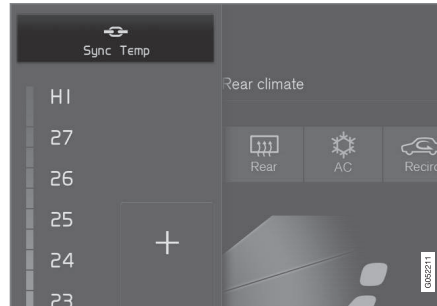 Sync Temp
HI
27
26
25
24
23
Rear climate
Rear
AC
Recirc
G052211